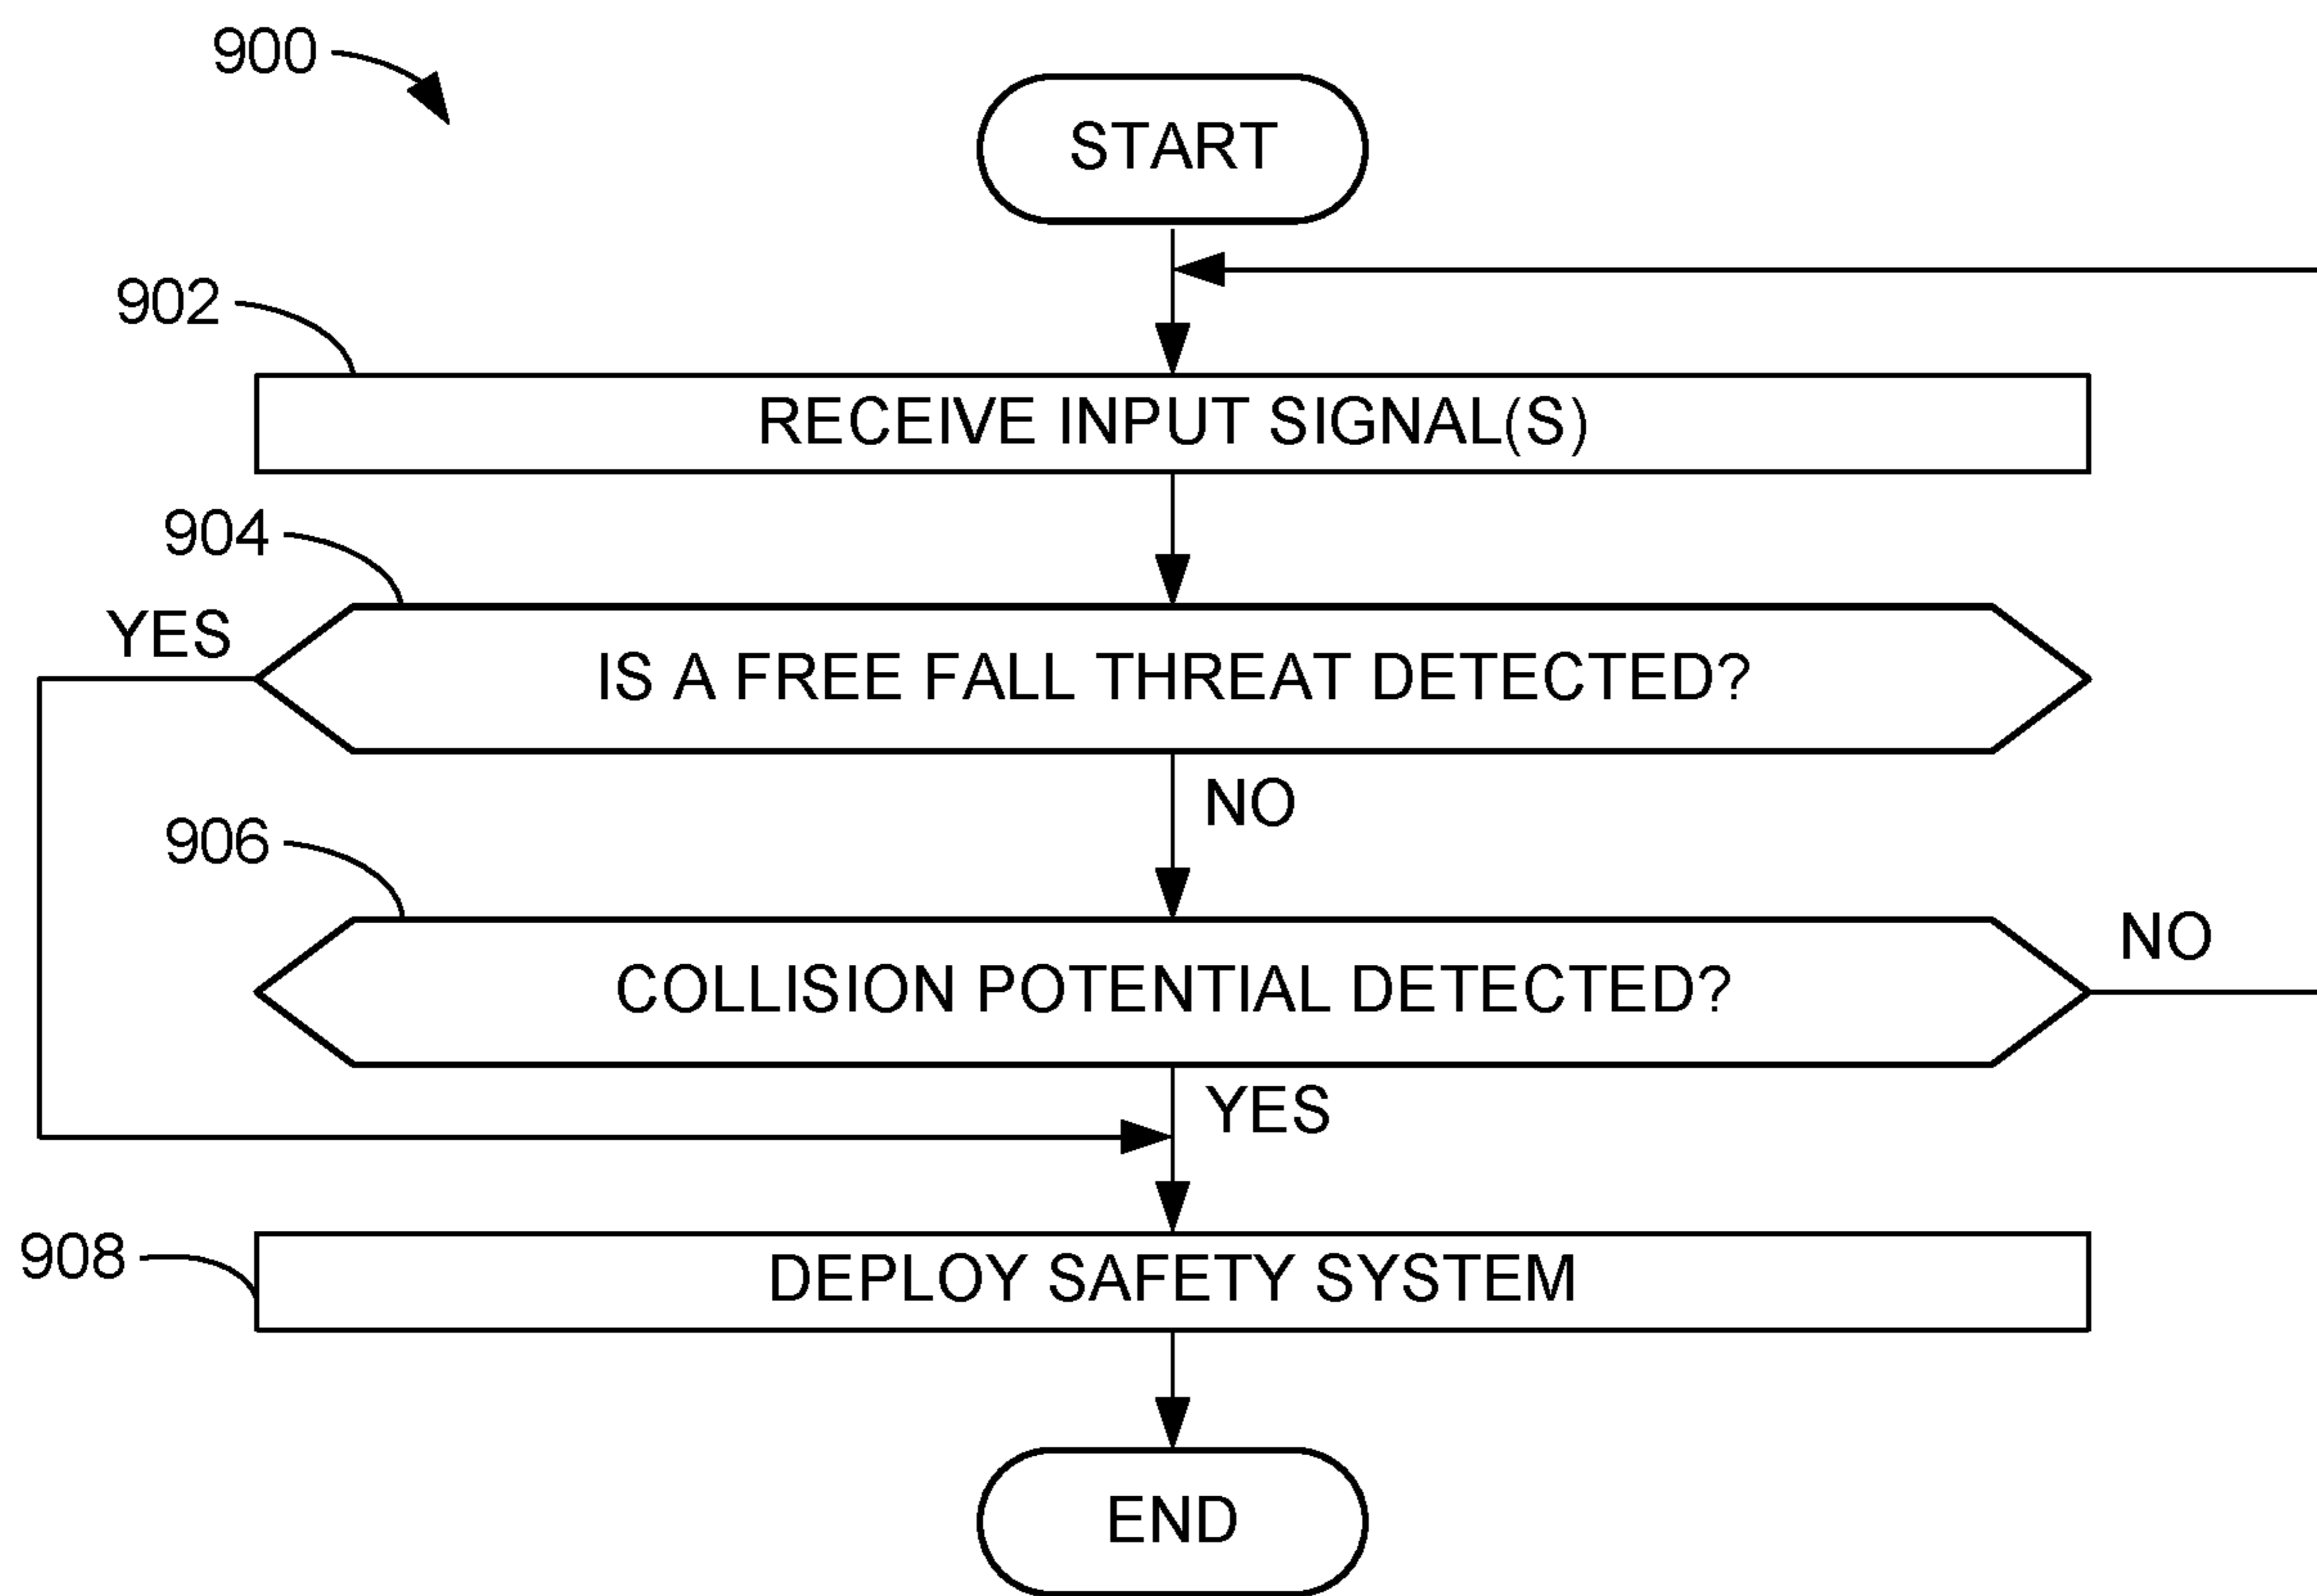 900
START
902
RECEIVE INPUT SIGNAL(S)
904
YES
IS A FREE FALL THREAT DETECTED?
NO
906
NO
COLLISION POTENTIAL DETECTED?
YES
908
DEPLOY SAFETY SYSTEM
END